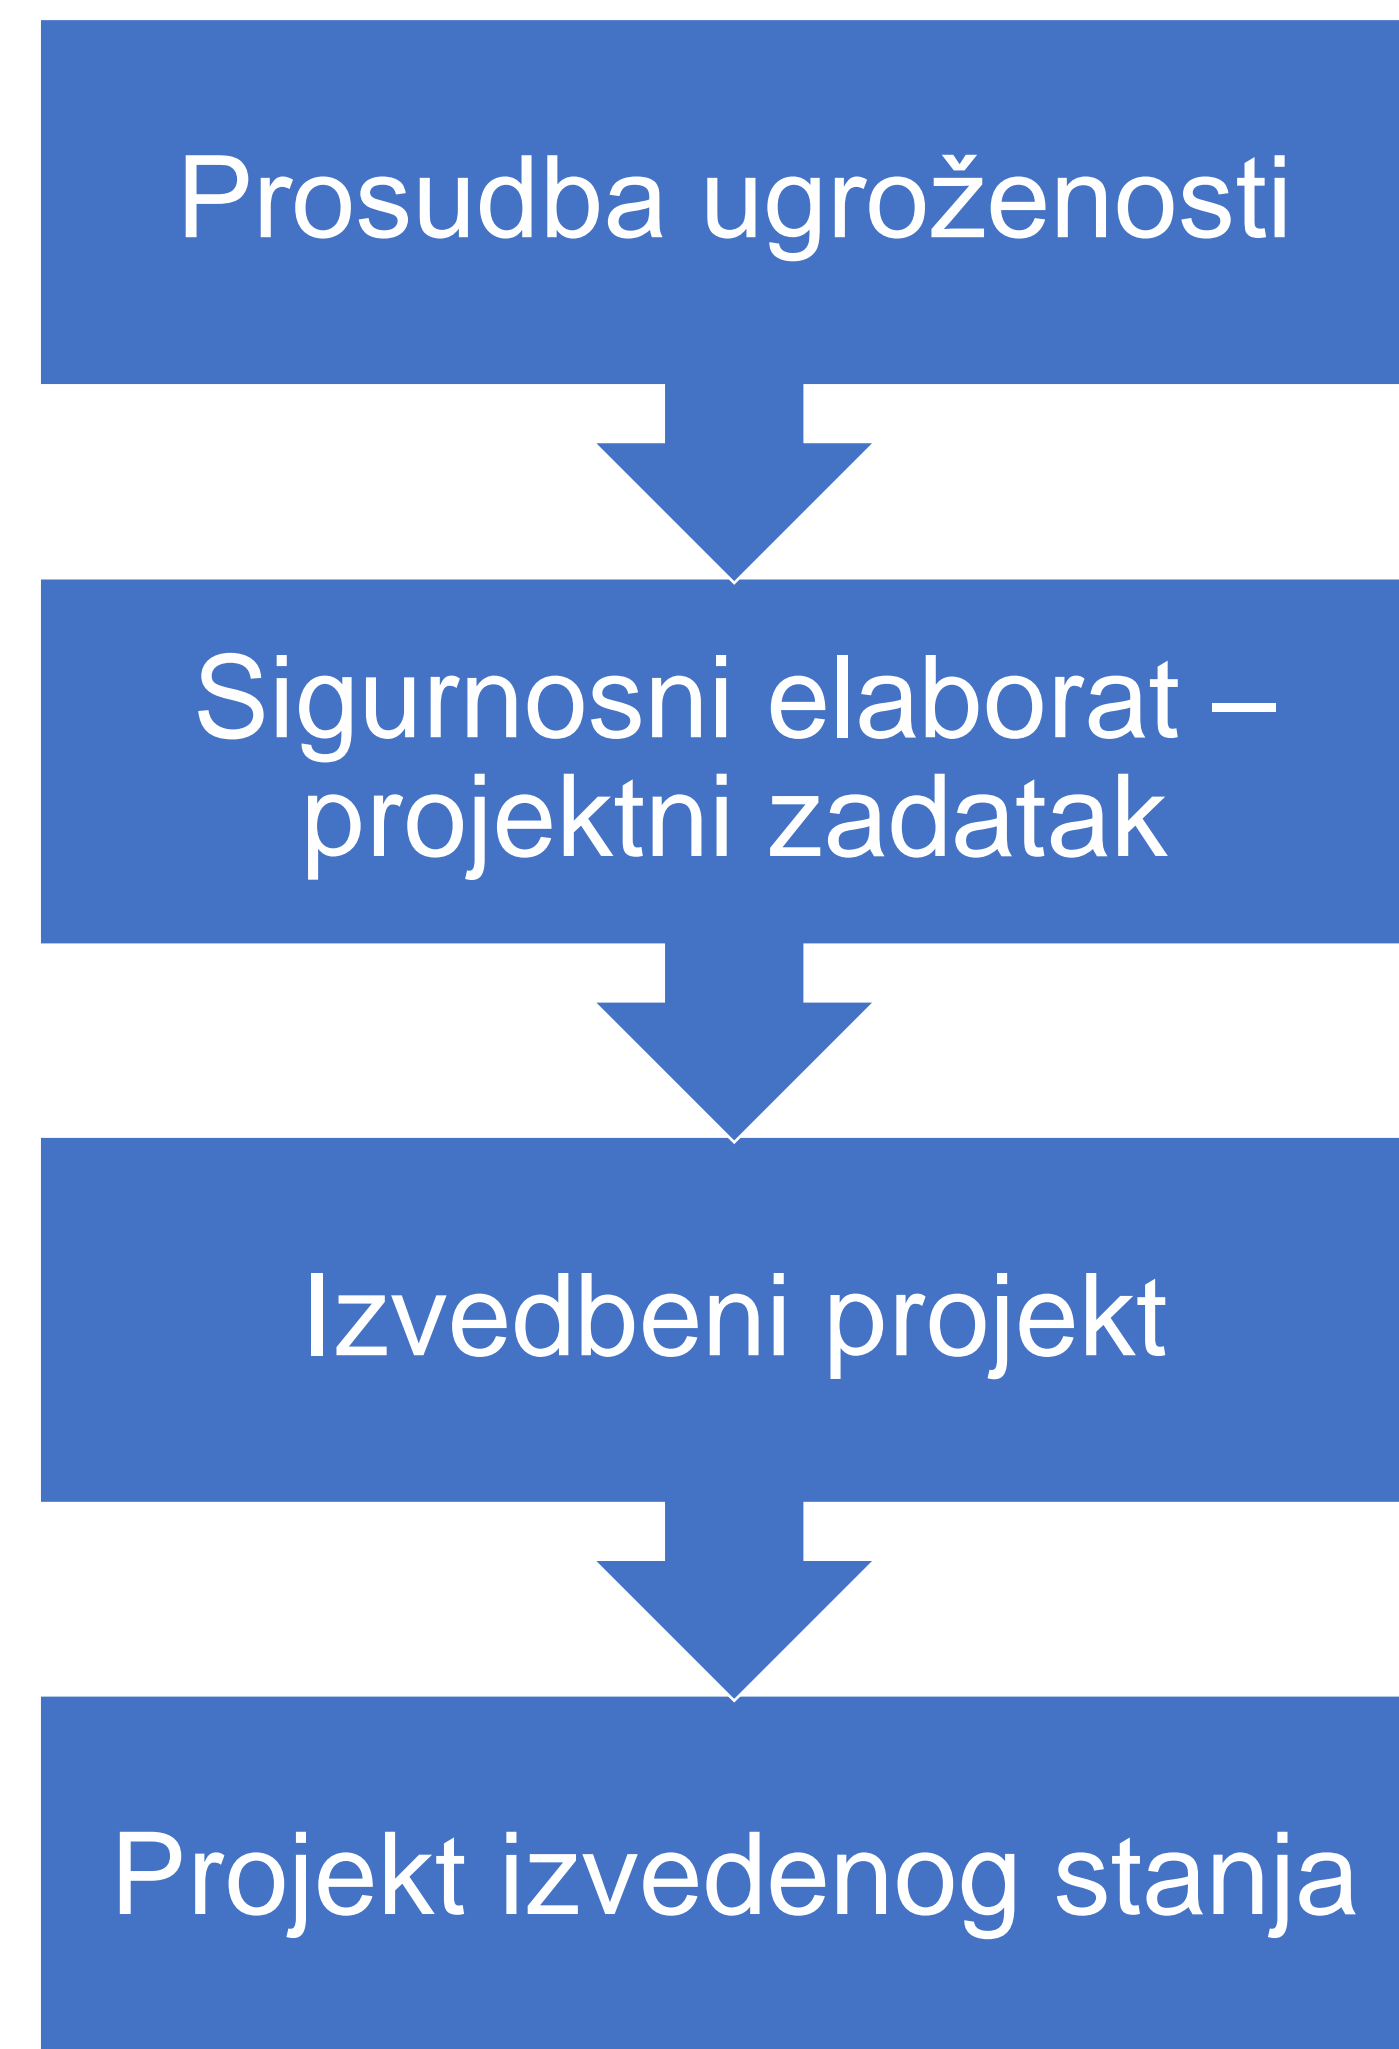 Prosudba ugroženosti
Sigurnosni elaborat –
projektni zadatak
Izvedbeni projekt
Projekt izvedenog stanja